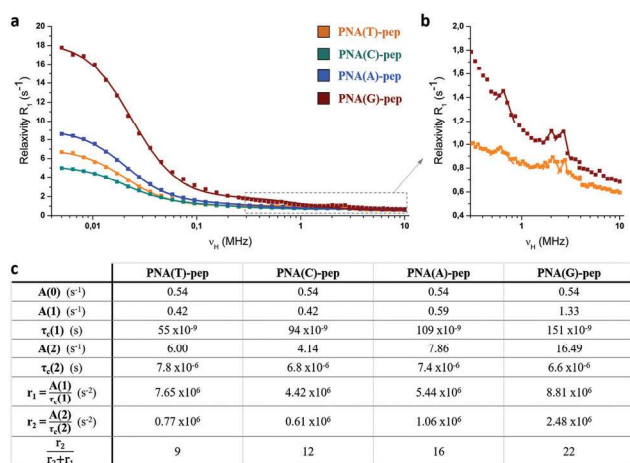 a
b
PNA(T)-pep
PNA(C)-pep
PNA(A)-pep
PNA(G)-pep
Relaxivity R₁ (s⁻¹)
20
18
16
14
12
10
8
6
4
2
0
0,01 0,1 1 10
ν_H (MHz)
Relaxivity R₁ (s⁻¹)
2,0
1,8
1,6
1,4
1,2
1,0
0,8
0,6
0,4
1 10
ν_H (MHz)
c
PNA(T)-pep PNA(C)-pep PNA(A)-pep PNA(G)-pep
A(0) (s⁻¹) 0.54 0.54 0.54 0.54
A(1) (s⁻¹) 0.42 0.42 0.59 1.33
τc(1) (s) 55 x10⁻⁹ 94 x10⁻⁹ 109 x10⁻⁹ 151 x10⁻⁹
A(2) (s⁻¹) 6.00 4.14 7.86 16.49
τc(2) (s) 7.8 x10⁻⁶ 6.8 x10⁻⁶ 7.4 x10⁻⁶ 6.6 x10⁻⁶
r₁ = A(1)/τc(1) (s⁻²) 7.65 x10⁶ 4.42 x10⁶ 5.44 x10⁶ 8.81 x10⁶
r₂ = A(2)/τc(2) (s⁻²) 0.77 x10⁶ 0.61 x10⁶ 1.06 x10⁶ 2.48 x10⁶
r₂/r₂+r₁ 9 12 16 22